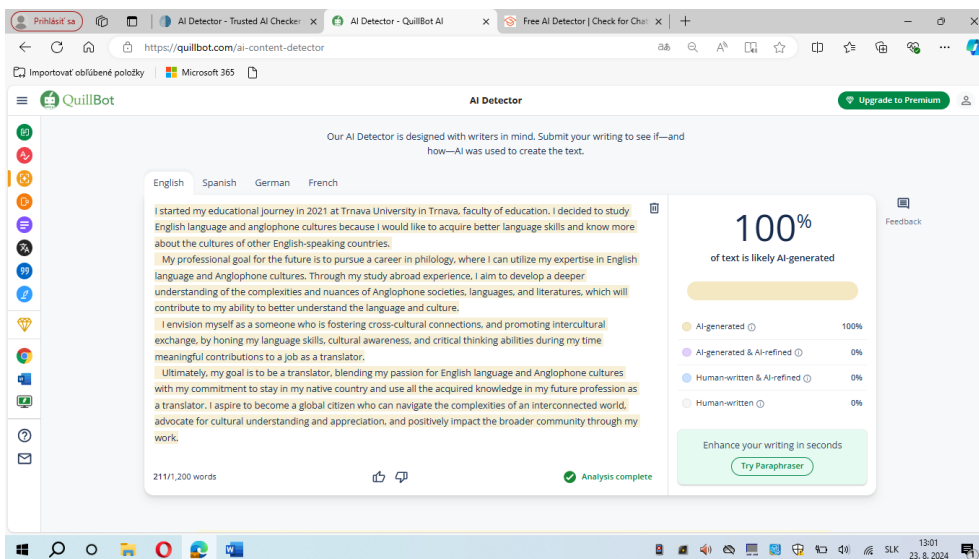 Prihlásiť sa
AI Detector - Trusted AI Checker
AI Detector - QuillBot AI
Free AI Detector | Check for Chat
https://quillbot.com/ai-content-detector
Importovať obľúbené položky
Microsoft 365
QuillBot
AI Detector
Upgrade to Premium
Our AI Detector is designed with writers in mind. Submit your writing to see if—and
how—AI was used to create the text.
English Spanish German French
I started my educational journey in 2021 at Trnava University in Trnava, faculty of education. I decided to study
English language and anglophone cultures because I would like to acquire better language skills and know more
about the cultures of other English-speaking countries.
My professional goal for the future is to pursue a career in philology, where I can utilize my expertise in English
language and Anglophone cultures. Through my study abroad experience, I aim to develop a deeper
understanding of the complexities and nuances of Anglophone societies, languages, and literatures, which will
contribute to my ability to better understand the language and culture.
I envision myself as a someone who is fostering cross-cultural connections, and promoting intercultural
exchange, by honing my language skills, cultural awareness, and critical thinking abilities during my time
meaningful contributions to a job as a translator.
Ultimately, my goal is to be a translator, blending my passion for English language and Anglophone cultures
with my commitment to stay in my native country and use all the acquired knowledge in my future profession as
a translator. I aspire to become a global citizen who can navigate the complexities of an interconnected world,
advocate for cultural understanding and appreciation, and positively impact the broader community through my
work.
211/1,200 words
Analysis complete
100%
of text is likely AI-generated
AI-generated 100%
AI-generated & AI-refined 0%
Human-written & AI-refined 0%
Human-written 0%
Enhance your writing in seconds
Try Paraphraser
Feedback
SLK
13:01
23. 8. 2024